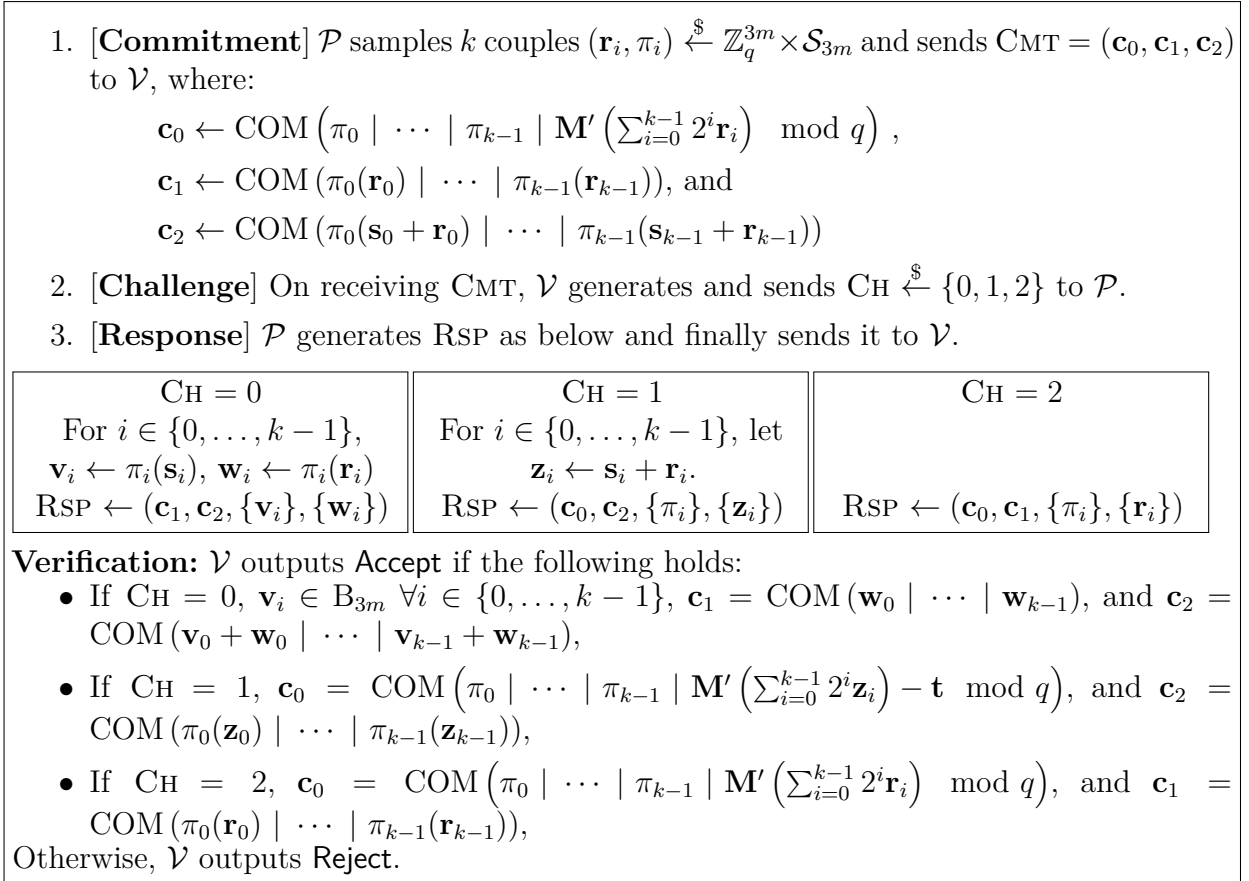 1. [Commitment] 𝒫 samples k couples (r_i, π_i) ←$ ℤ_q^{3m} × 𝒮_{3m} and sends CMT = (c_0, c_1, c_2)
to 𝒱, where:
c_0 ← COM (π_0 | ⋯ | π_{k−1} | M′ (∑_{i=0}^{k−1} 2^i r_i) mod q) ,
c_1 ← COM (π_0(r_0) | ⋯ | π_{k−1}(r_{k−1})), and
c_2 ← COM (π_0(s_0 + r_0) | ⋯ | π_{k−1}(s_{k−1} + r_{k−1}))
2. [Challenge] On receiving CMT, 𝒱 generates and sends CH ←$ {0, 1, 2} to 𝒫.
3. [Response] 𝒫 generates RSP as below and finally sends it to 𝒱.
CH = 0
For i ∈ {0, . . . , k − 1},
v_i ← π_i(s_i), w_i ← π_i(r_i)
RSP ← (c_1, c_2, {v_i}, {w_i})
CH = 1
For i ∈ {0, . . . , k − 1}, let
z_i ← s_i + r_i.
RSP ← (c_0, c_2, {π_i}, {z_i})
CH = 2
RSP ← (c_0, c_1, {π_i}, {r_i})
Verification: 𝒱 outputs Accept if the following holds:
• If CH = 0, v_i ∈ B_{3m} ∀i ∈ {0, . . . , k − 1}, c_1 = COM (w_0 | ⋯ | w_{k−1}), and c_2 =
COM (v_0 + w_0 | ⋯ | v_{k−1} + w_{k−1}),
• If CH = 1, c_0 = COM (π_0 | ⋯ | π_{k−1} | M′ (∑_{i=0}^{k−1} 2^i z_i) − t mod q), and c_2 =
COM (π_0(z_0) | ⋯ | π_{k−1}(z_{k−1})),
• If CH = 2, c_0 = COM (π_0 | ⋯ | π_{k−1} | M′ (∑_{i=0}^{k−1} 2^i r_i) mod q), and c_1 =
COM (π_0(r_0) | ⋯ | π_{k−1}(r_{k−1})),
Otherwise, 𝒱 outputs Reject.